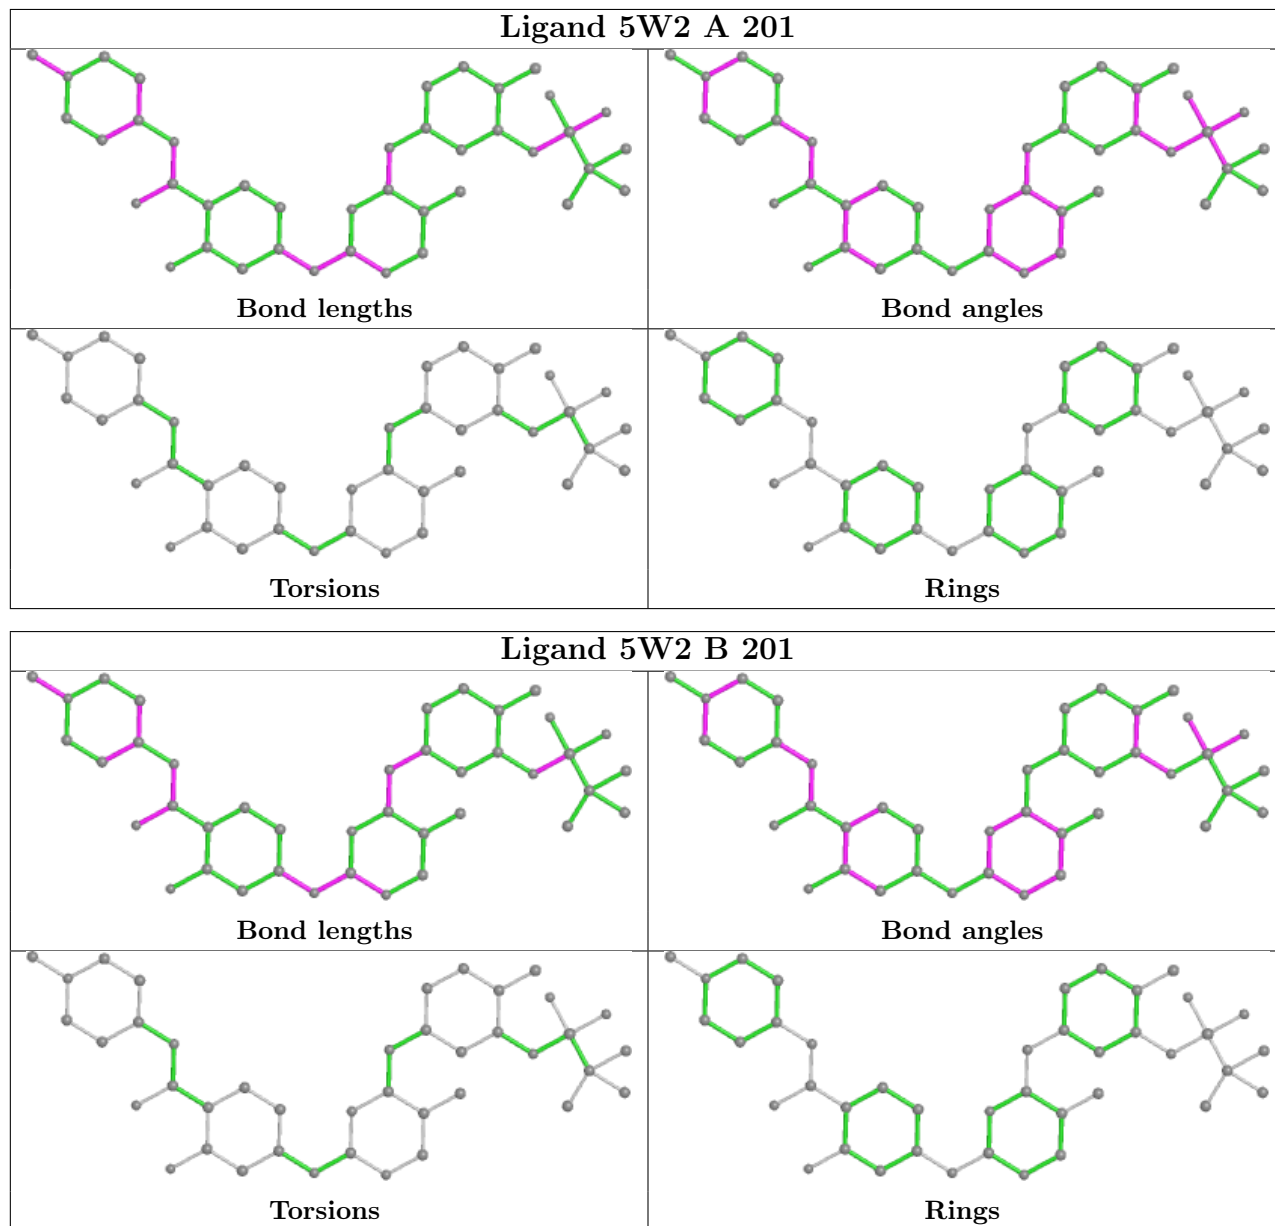 Ligand 5W2 A 201
Bond lengths
Bond angles
Torsions
Rings
Ligand 5W2 B 201
Bond lengths
Bond angles
Torsions
Rings